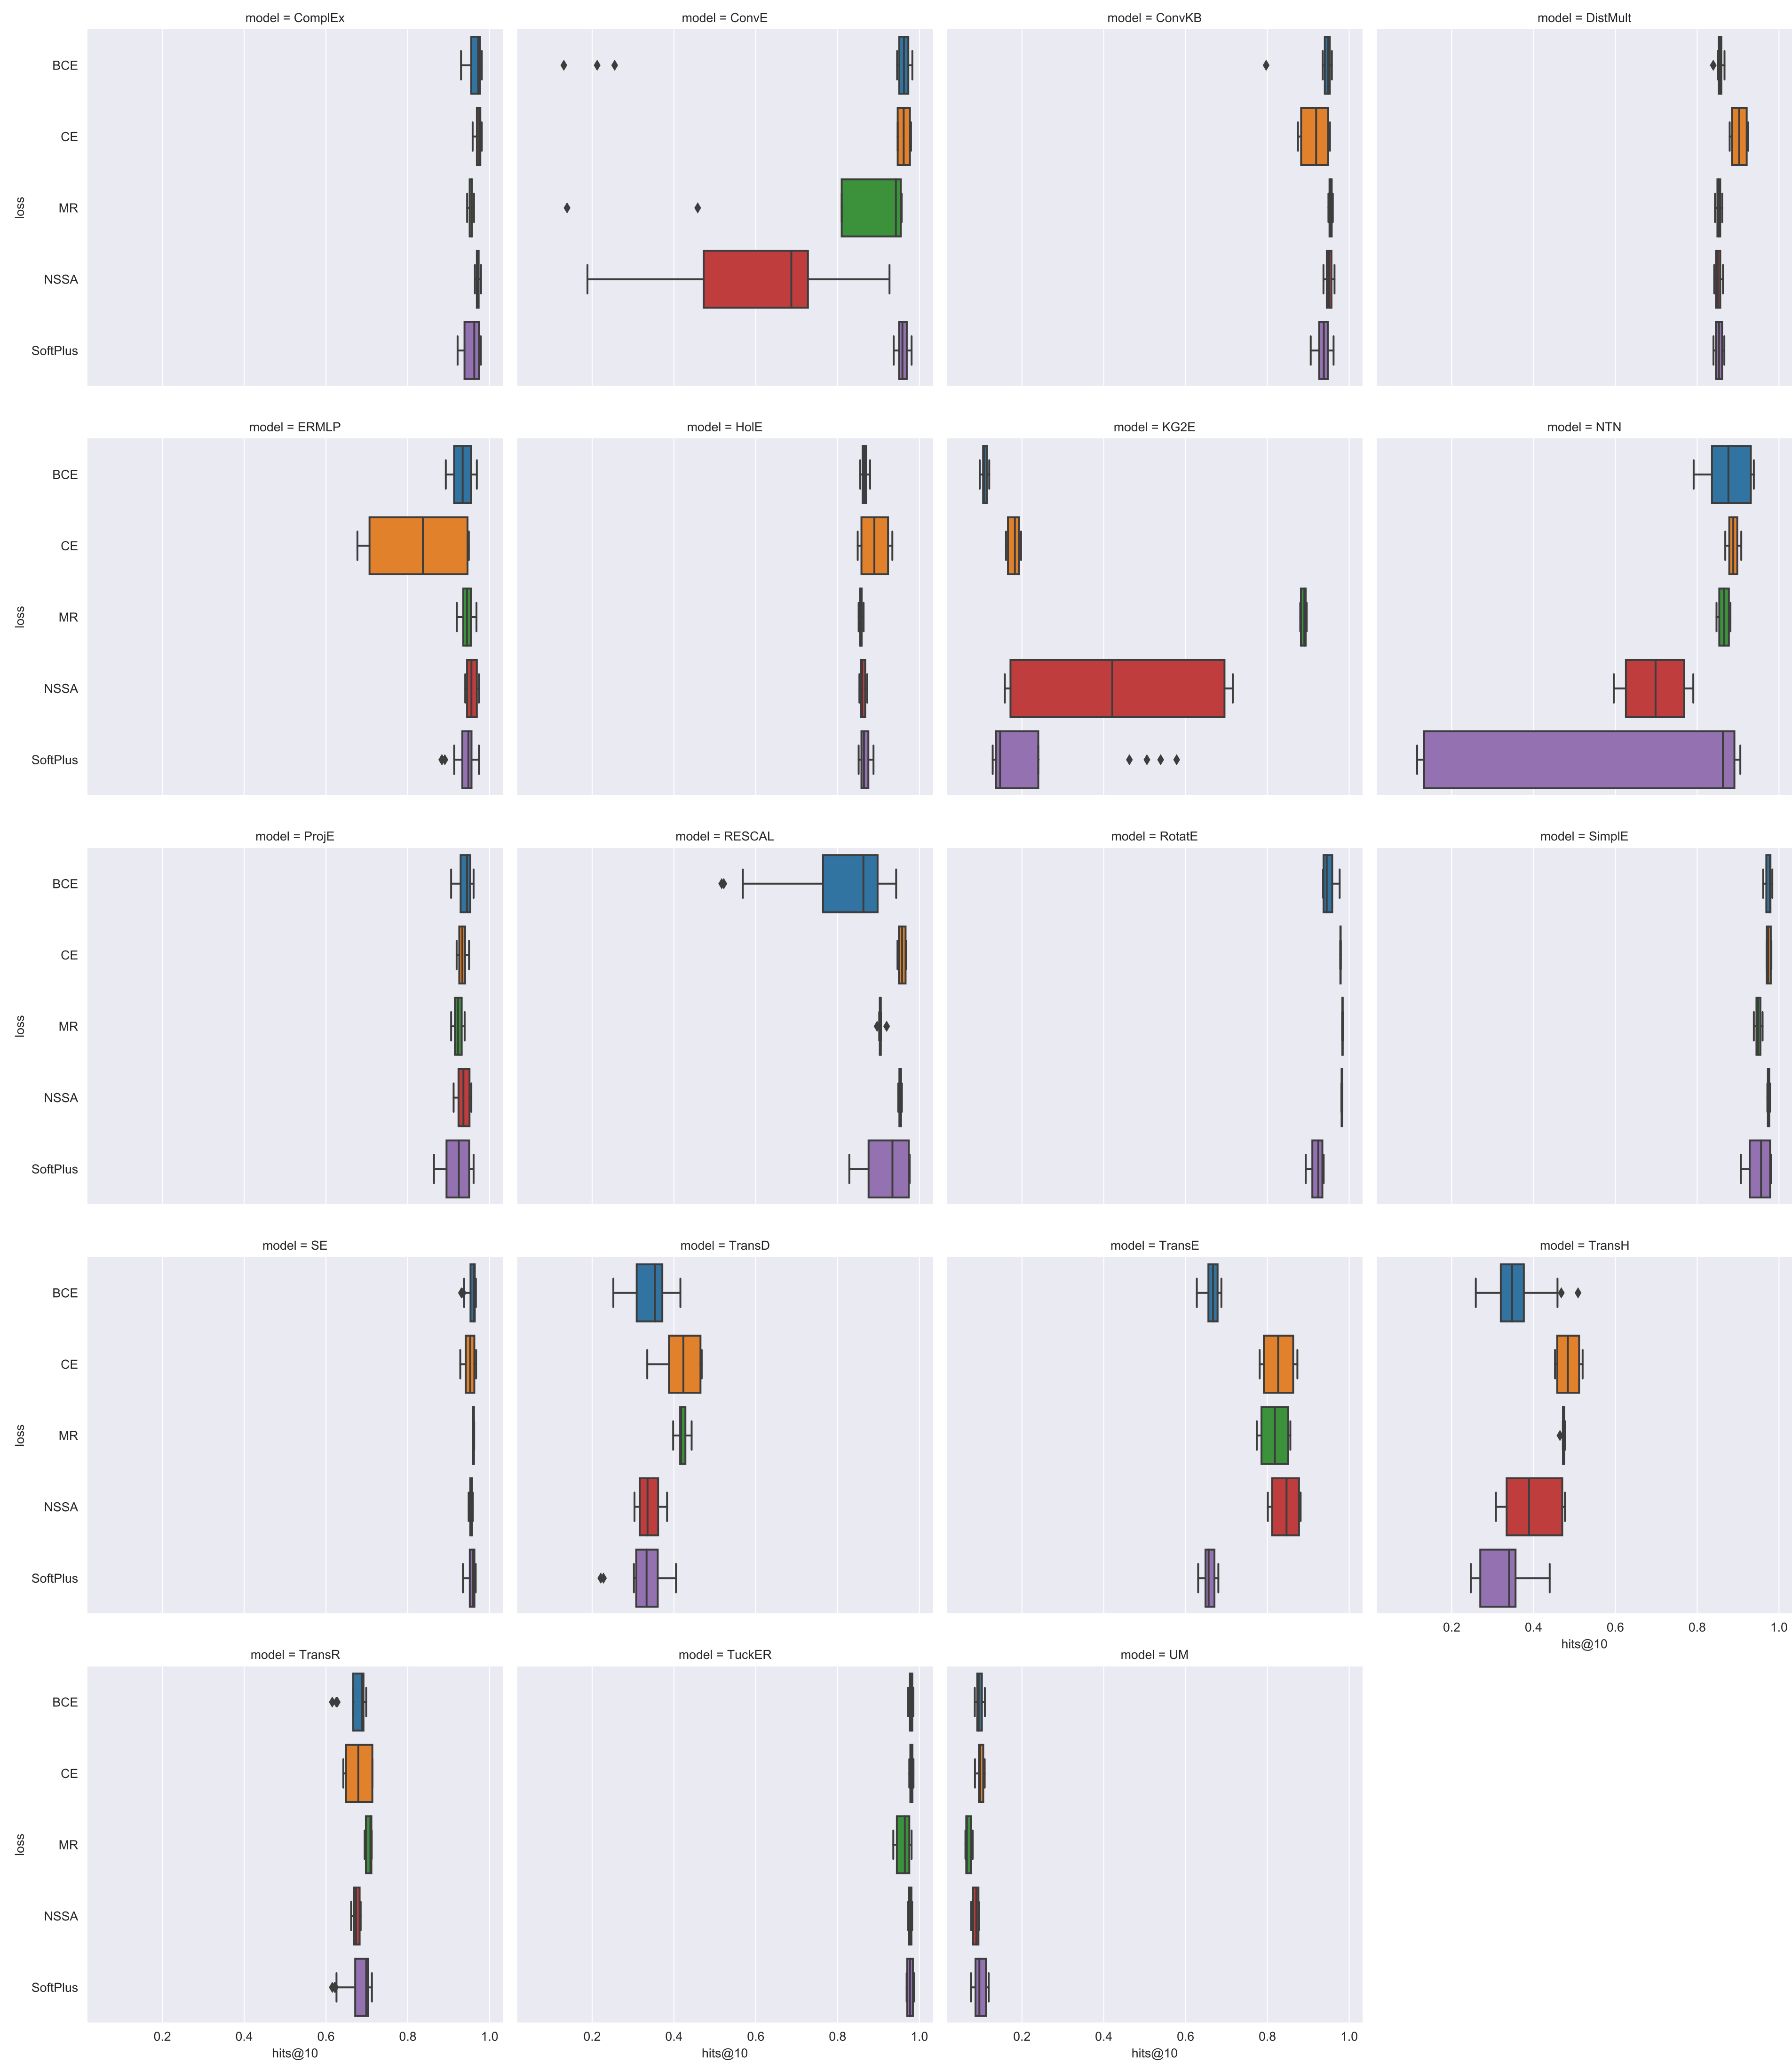 model = ComplEx
model = ConvE
model = ConvKB
model = DistMult
BCE
CE
MR
NSSA
SoftPlus
loss
model = ERMLP
model = HolE
model = KG2E
model = NTN
BCE
CE
MR
NSSA
SoftPlus
loss
model = ProjE
model = RESCAL
model = RotatE
model = SimplE
BCE
CE
MR
NSSA
SoftPlus
loss
model = SE
model = TransD
model = TransE
model = TransH
BCE
CE
MR
NSSA
SoftPlus
loss
0.2 0.4 0.6 0.8 1.0
hits@10
model = TransR
model = TuckER
model = UM
BCE
CE
MR
NSSA
SoftPlus
loss
0.2 0.4 0.6 0.8 1.0
hits@10
0.2 0.4 0.6 0.8 1.0
hits@10
0.2 0.4 0.6 0.8 1.0
hits@10